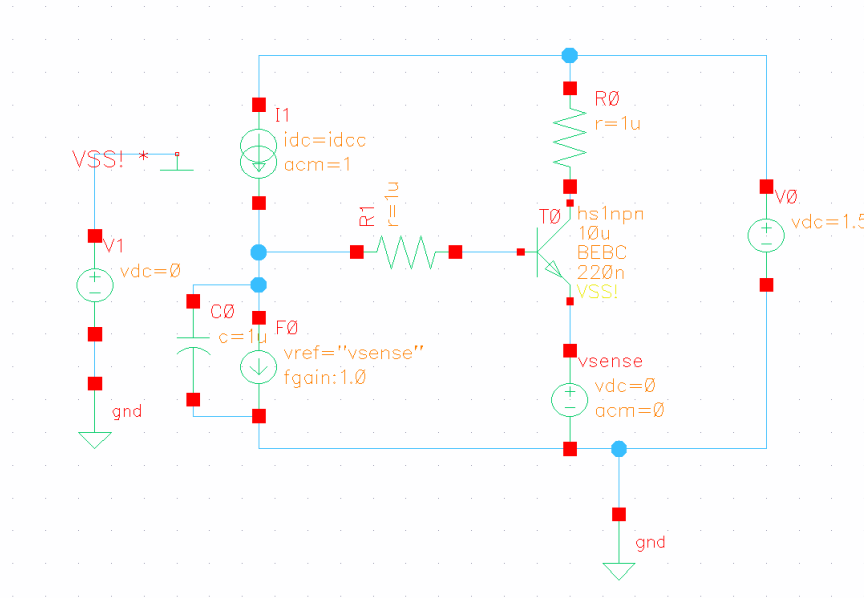 R0
r=1u
I1
idc=idcc
acm=1
VSS! *
R1
r=1u
T0
hs1npn
10u
BEBC
220n
VSS!
V0
vdc=1.5
V1
vdc=0
C0
c=1u
F0
vref="vsense"
fgain:1.0
vsense
vdc=0
acm=0
gnd
gnd